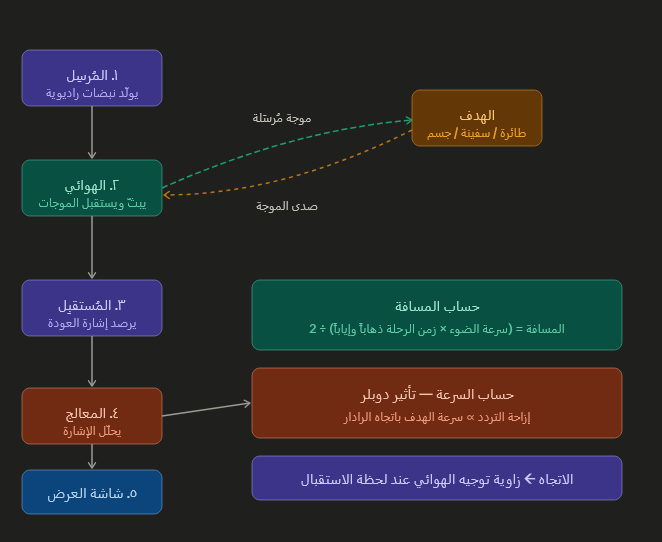 ١. المُرسِل
يولّد نبضات راديوية
الهدف
طائرة / سفينة / جسم
موجة مُرسَلة
٢. الهوائي
يبثّ ويستقبل الموجات
صدى الموجة
٣. المُستقبِل
يرصد إشارة العودة
حساب المسافة
المسافة = (سرعة الضوء × زمن الرحلة ذهاباً وإياباً) ÷ 2
٤. المعالج
يحلّل الإشارة
حساب السرعة — تأثير دوبلر
إزاحة التردد ∝ سرعة الهدف باتجاه الرادار
٥. شاشة العرض
الاتجاه ← زاوية توجيه الهوائي عند لحظة الاستقبال